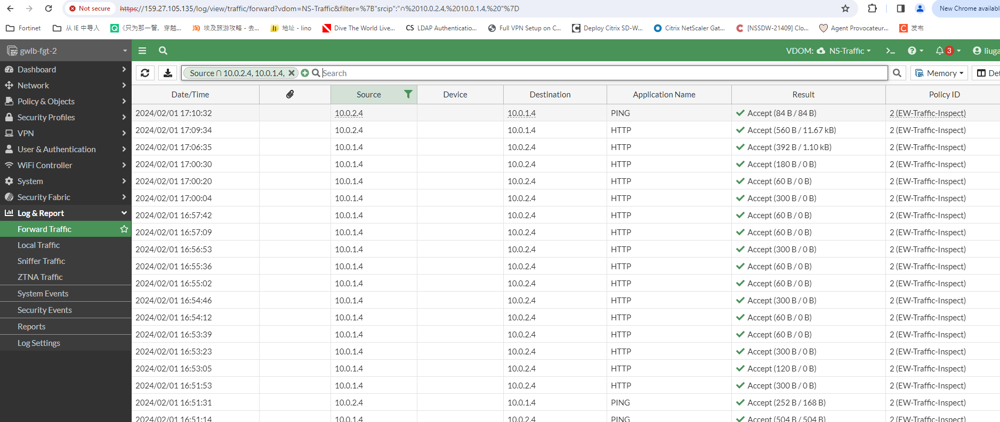 Not secure https://159.27.105.135/log/view/traffic/forward?vdom=NS-Traffic&filter=%7B"srcip":"∩%2010.0.2.4,%2010.0.1.4,%20"%7D New Chrome availabl
Fortinet 从 IE 中导入 《只为那一瞥，穿越... 埃及旅游攻略 - 去... 地址 - lino Dive The World Live... CS LDAP Authenticatio... Full VPN Setup on C... Deploy Citrix SD-W... Citrix NetScaler Gat... [NSSDW-21409] Clo... Agent Provocateur... 发布
gwlb-fgt-2 VDOM: NS-Traffic >_ 3 liuga
Dashboard
Network
Policy & Objects
Security Profiles
VPN
User & Authentication
WiFi Controller
System
Security Fabric
Log & Report
Forward Traffic
Local Traffic
Sniffer Traffic
ZTNA Traffic
System Events
Security Events
Reports
Log Settings
Source ∩ 10.0.2.4, 10.0.1.4, Search Memory Det
Date/Time Source Device Destination Application Name Result Policy ID
2024/02/01 17:10:32 10.0.2.4 10.0.1.4 PING Accept (84 B / 84 B) 2 (EW-Traffic-Inspect)
2024/02/01 17:09:34 10.0.2.4 10.0.1.4 HTTP Accept (560 B / 11.67 kB) 2 (EW-Traffic-Inspect)
2024/02/01 17:06:35 10.0.1.4 10.0.2.4 HTTP Accept (392 B / 1.10 kB) 2 (EW-Traffic-Inspect)
2024/02/01 17:00:30 10.0.1.4 10.0.2.4 HTTP Accept (180 B / 0 B) 2 (EW-Traffic-Inspect)
2024/02/01 17:00:20 10.0.1.4 10.0.2.4 HTTP Accept (60 B / 0 B) 2 (EW-Traffic-Inspect)
2024/02/01 17:00:04 10.0.1.4 10.0.2.4 HTTP Accept (300 B / 0 B) 2 (EW-Traffic-Inspect)
2024/02/01 16:57:42 10.0.1.4 10.0.2.4 HTTP Accept (60 B / 0 B) 2 (EW-Traffic-Inspect)
2024/02/01 16:57:09 10.0.1.4 10.0.2.4 HTTP Accept (60 B / 0 B) 2 (EW-Traffic-Inspect)
2024/02/01 16:56:53 10.0.1.4 10.0.2.4 HTTP Accept (300 B / 0 B) 2 (EW-Traffic-Inspect)
2024/02/01 16:55:36 10.0.1.4 10.0.2.4 HTTP Accept (60 B / 0 B) 2 (EW-Traffic-Inspect)
2024/02/01 16:55:02 10.0.1.4 10.0.2.4 HTTP Accept (60 B / 0 B) 2 (EW-Traffic-Inspect)
2024/02/01 16:54:46 10.0.1.4 10.0.2.4 HTTP Accept (300 B / 0 B) 2 (EW-Traffic-Inspect)
2024/02/01 16:54:12 10.0.1.4 10.0.2.4 HTTP Accept (60 B / 0 B) 2 (EW-Traffic-Inspect)
2024/02/01 16:53:39 10.0.1.4 10.0.2.4 HTTP Accept (60 B / 0 B) 2 (EW-Traffic-Inspect)
2024/02/01 16:53:23 10.0.1.4 10.0.2.4 HTTP Accept (300 B / 0 B) 2 (EW-Traffic-Inspect)
2024/02/01 16:53:05 10.0.1.4 10.0.2.4 HTTP Accept (120 B / 0 B) 2 (EW-Traffic-Inspect)
2024/02/01 16:51:53 10.0.1.4 10.0.2.4 HTTP Accept (300 B / 0 B) 2 (EW-Traffic-Inspect)
2024/02/01 16:51:31 10.0.2.4 10.0.1.4 PING Accept (252 B / 168 B) 2 (EW-Traffic-Inspect)
2024/02/01 16:51:14 10.0.1.4 10.0.2.4 PING Accept (504 B / 504 B) 2 (EW-Traffic-Inspect)